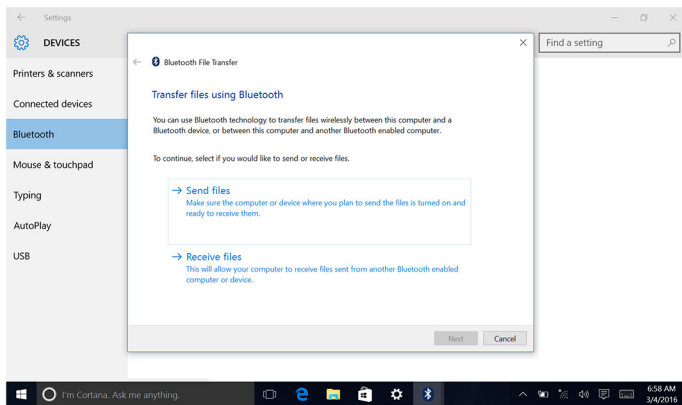 Settings
DEVICES
Find a setting
Printers & scanners
Connected devices
Bluetooth
Mouse & touchpad
Typing
AutoPlay
USB
Bluetooth File Transfer
Transfer files using Bluetooth
You can use Bluetooth technology to transfer files wirelessly between this computer and a
Bluetooth device, or between this computer and another Bluetooth enabled computer.
To continue, select if you would like to send or receive files.
Send files
Make sure the computer or device where you plan to send the files is turned on and
ready to receive them.
Receive files
This will allow your computer to receive files sent from another Bluetooth enabled
computer or device.
Next
Cancel
I'm Cortana. Ask me anything.
6:58 AM
3/4/2016